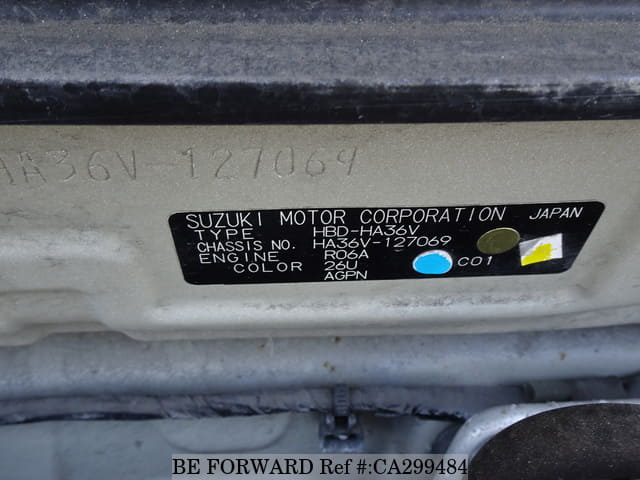 HA36V-127069
SUZUKI MOTOR CORPORATION JAPAN
TYPE HBD-HA36V
CHASSIS NO. HA36V-127069
ENGINE R06A
COLOR 26U C01
AGPN
BE FORWARD Ref #:CA299484